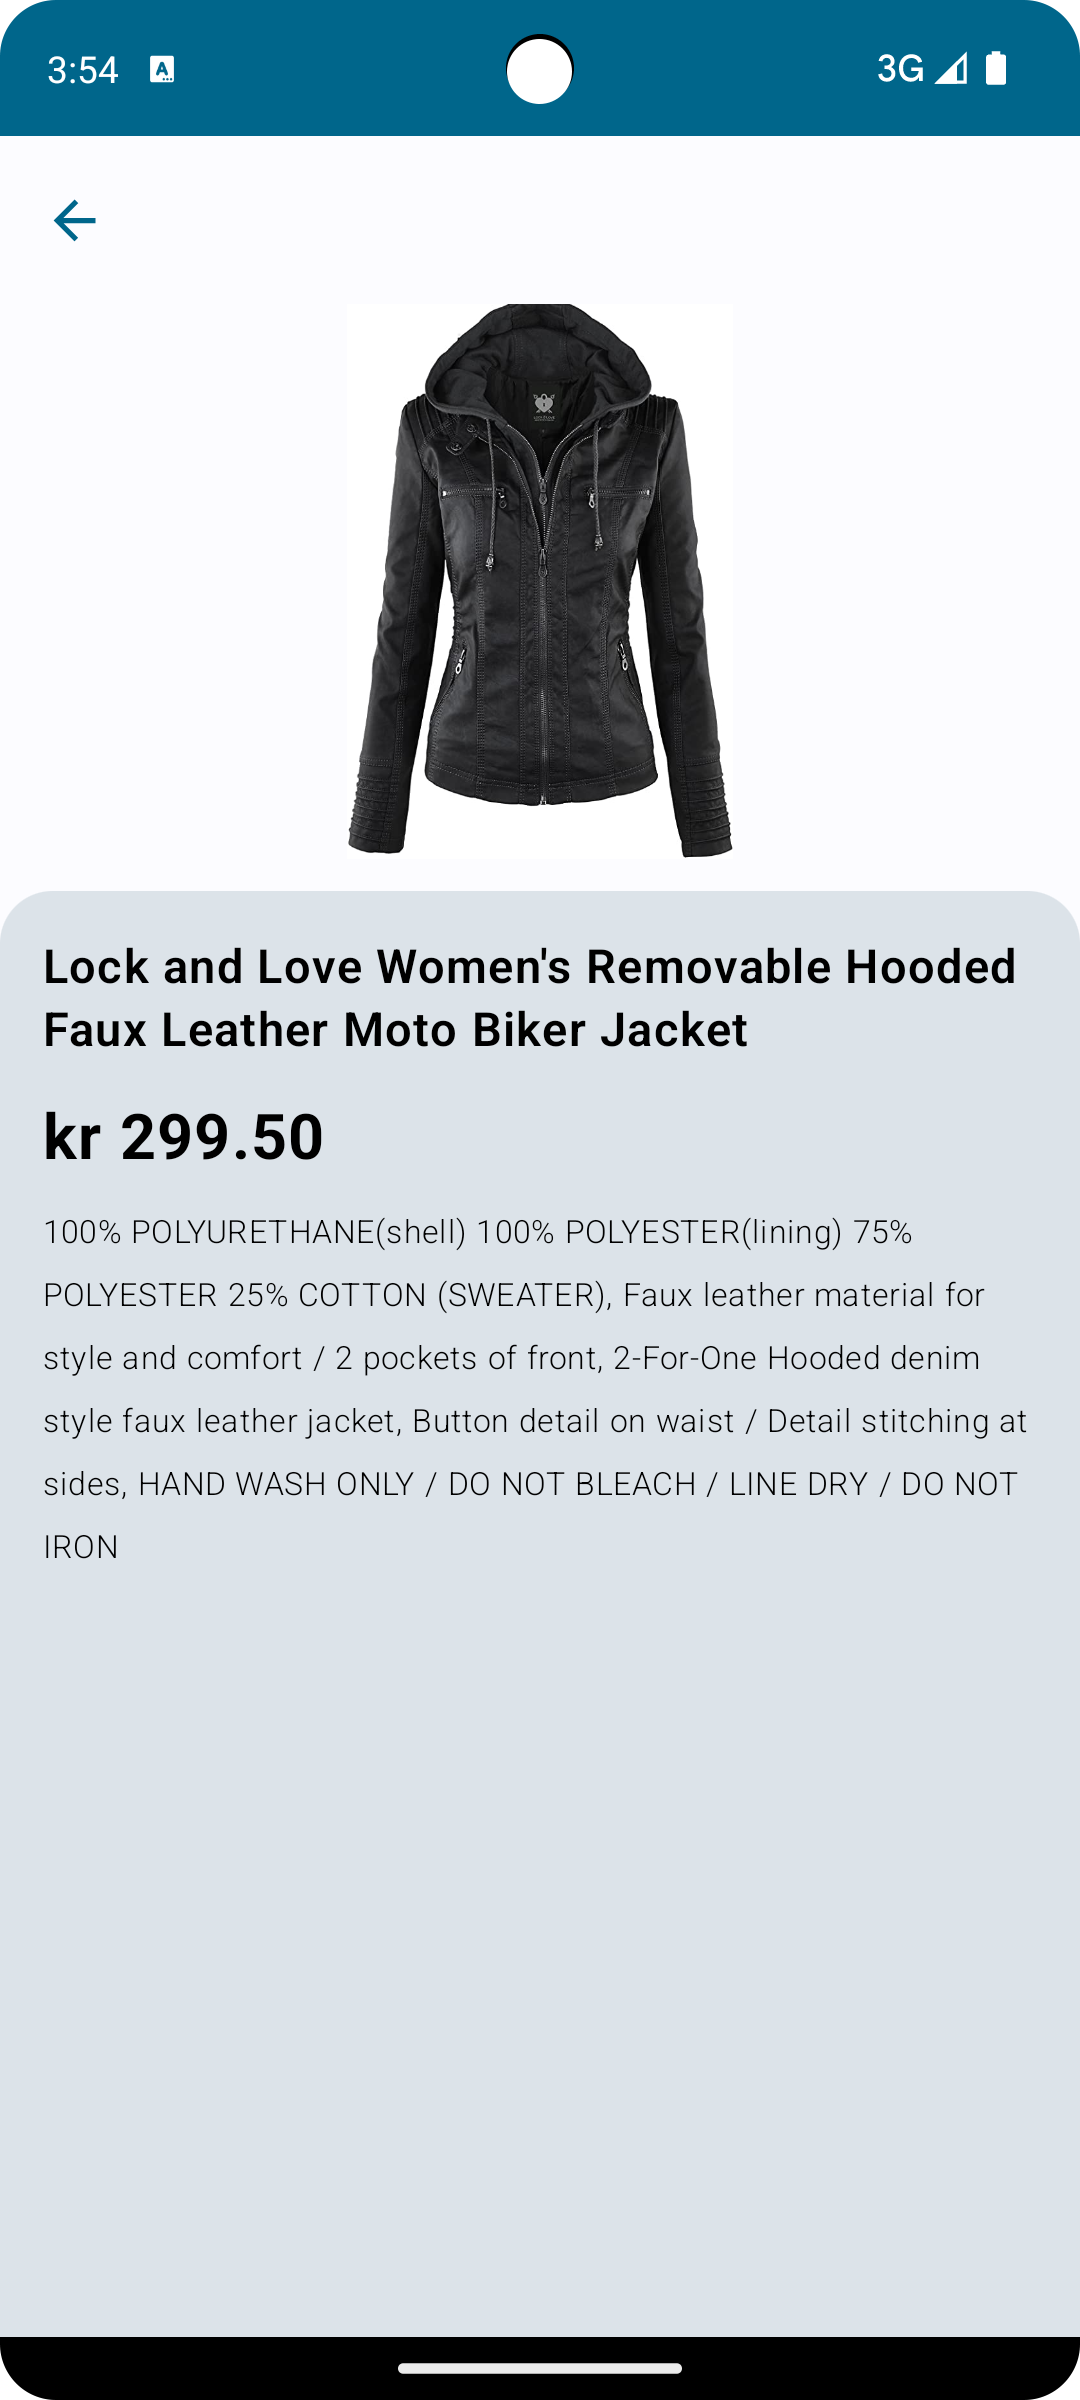 3:54
3G
Lock and Love Women's Removable Hooded
Faux Leather Moto Biker Jacket
kr 299.50
100% POLYURETHANE(shell) 100% POLYESTER(lining) 75%
POLYESTER 25% COTTON (SWEATER), Faux leather material for
style and comfort / 2 pockets of front, 2-For-One Hooded denim
style faux leather jacket, Button detail on waist / Detail stitching at
sides, HAND WASH ONLY / DO NOT BLEACH / LINE DRY / DO NOT
IRON